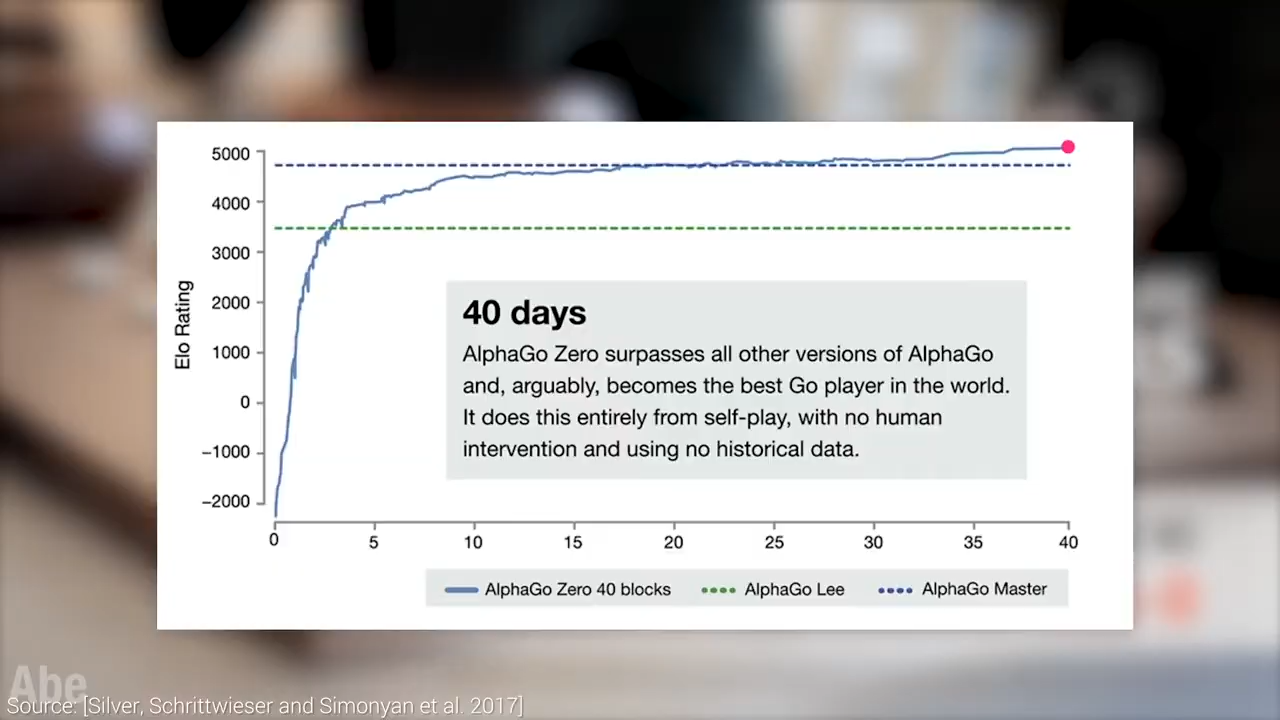 5000
4000
3000
2000
1000
0
−1000
−2000
Elo Rating
40 days
AlphaGo Zero surpasses all other versions of AlphaGo
and, arguably, becomes the best Go player in the world.
It does this entirely from self-play, with no human
intervention and using no historical data.
0 5 10 15 20 25 30 35 40
AlphaGo Zero 40 blocks AlphaGo Lee AlphaGo Master
Abe
Source: [Silver, Schrittwieser and Simonyan et al. 2017]